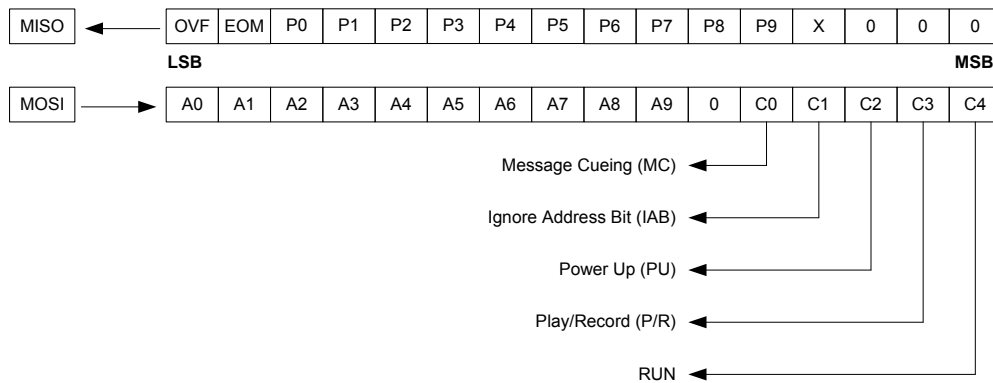 MISO OVF EOM P0 P1 P2 P3 P4 P5 P6 P7 P8 P9 X 0 0 0
LSB MSB
MOSI A0 A1 A2 A3 A4 A5 A6 A7 A8 A9 0 C0 C1 C2 C3 C4
Message Cueing (MC)
Ignore Address Bit (IAB)
Power Up (PU)
Play/Record (P/R)
RUN